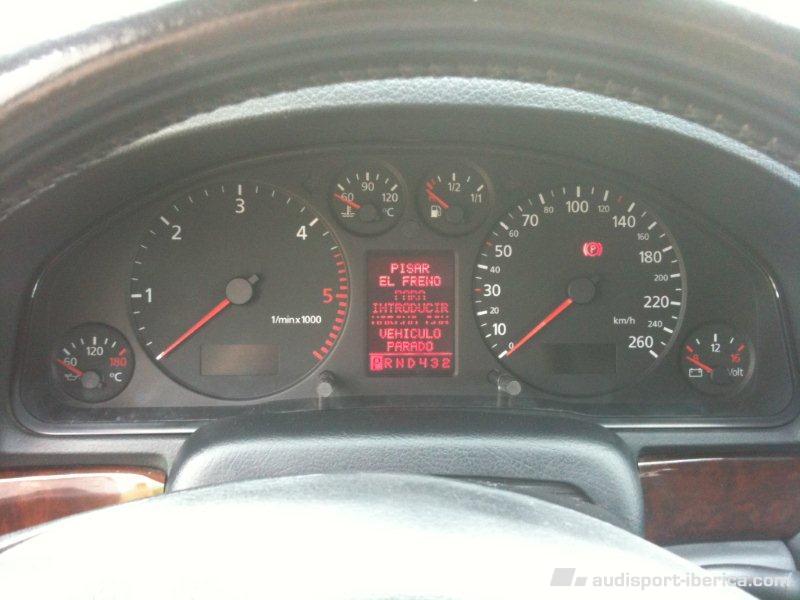 60 90 120
°C
1/2
1/1
1 2 3 4 5
1/min x 1000
PISAR
EL FRENO
PARA
INTRODUCIR
VEHICULO
PARADO
PRND432
0 10 20 30 40 50 60 70 80 100 120 140 160 180 200 220 240 260
km/h
P
60 120 180
°C
8 12 16
Volt
audisport-iberica.com